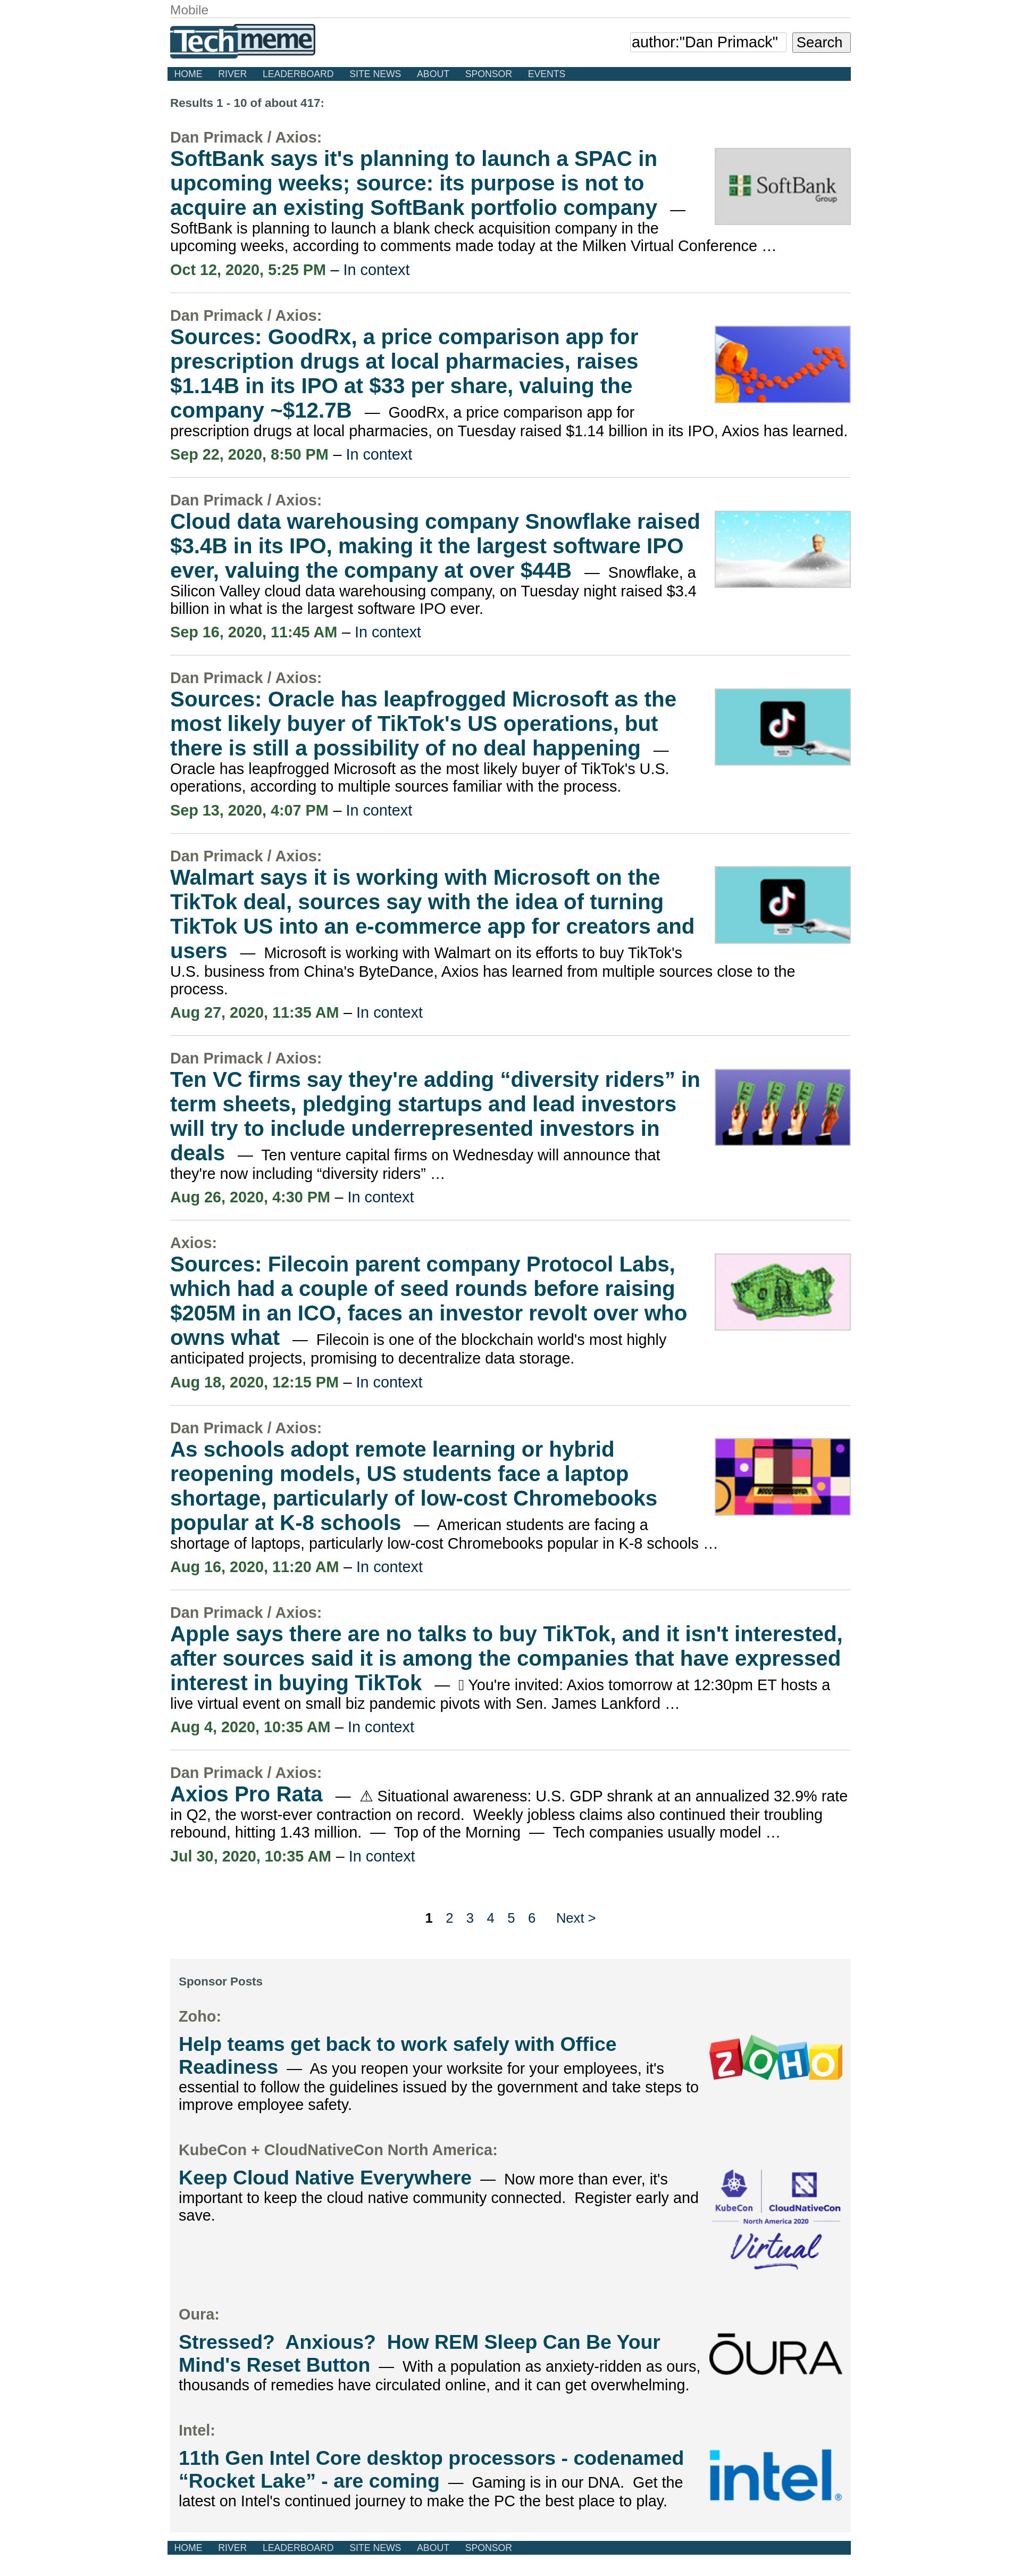 Mobile
Techmeme
author:"Dan Primack" Search
HOME RIVER LEADERBOARD SITE NEWS ABOUT SPONSOR EVENTS
Results 1 - 10 of about 417:
Dan Primack / Axios:
SoftBank says it's planning to launch a SPAC in
upcoming weeks; source: its purpose is not to
acquire an existing SoftBank portfolio company —
SoftBank is planning to launch a blank check acquisition company in the
upcoming weeks, according to comments made today at the Milken Virtual Conference …
SoftBank
Group
Oct 12, 2020, 5:25 PM – In context
Dan Primack / Axios:
Sources: GoodRx, a price comparison app for
prescription drugs at local pharmacies, raises
$1.14B in its IPO at $33 per share, valuing the
company ~$12.7B — GoodRx, a price comparison app for
prescription drugs at local pharmacies, on Tuesday raised $1.14 billion in its IPO, Axios has learned.
Sep 22, 2020, 8:50 PM – In context
Dan Primack / Axios:
Cloud data warehousing company Snowflake raised
$3.4B in its IPO, making it the largest software IPO
ever, valuing the company at over $44B — Snowflake, a
Silicon Valley cloud data warehousing company, on Tuesday night raised $3.4
billion in what is the largest software IPO ever.
Sep 16, 2020, 11:45 AM – In context
Dan Primack / Axios:
Sources: Oracle has leapfrogged Microsoft as the
most likely buyer of TikTok's US operations, but
there is still a possibility of no deal happening —
Oracle has leapfrogged Microsoft as the most likely buyer of TikTok's U.S.
operations, according to multiple sources familiar with the process.
Sep 13, 2020, 4:07 PM – In context
Dan Primack / Axios:
Walmart says it is working with Microsoft on the
TikTok deal, sources say with the idea of turning
TikTok US into an e-commerce app for creators and
users — Microsoft is working with Walmart on its efforts to buy TikTok's
U.S. business from China's ByteDance, Axios has learned from multiple sources close to the
process.
Aug 27, 2020, 11:35 AM – In context
Dan Primack / Axios:
Ten VC firms say they're adding “diversity riders” in
term sheets, pledging startups and lead investors
will try to include underrepresented investors in
deals — Ten venture capital firms on Wednesday will announce that
they're now including “diversity riders” …
Aug 26, 2020, 4:30 PM – In context
Axios:
Sources: Filecoin parent company Protocol Labs,
which had a couple of seed rounds before raising
$205M in an ICO, faces an investor revolt over who
owns what — Filecoin is one of the blockchain world's most highly
anticipated projects, promising to decentralize data storage.
Aug 18, 2020, 12:15 PM – In context
Dan Primack / Axios:
As schools adopt remote learning or hybrid
reopening models, US students face a laptop
shortage, particularly of low-cost Chromebooks
popular at K-8 schools — American students are facing a
shortage of laptops, particularly low-cost Chromebooks popular in K-8 schools …
Aug 16, 2020, 11:20 AM – In context
Dan Primack / Axios:
Apple says there are no talks to buy TikTok, and it isn't interested,
after sources said it is among the companies that have expressed
interest in buying TikTok — You're invited: Axios tomorrow at 12:30pm ET hosts a
live virtual event on small biz pandemic pivots with Sen. James Lankford …
Aug 4, 2020, 10:35 AM – In context
Dan Primack / Axios:
Axios Pro Rata — ⚠ Situational awareness: U.S. GDP shrank at an annualized 32.9% rate
in Q2, the worst-ever contraction on record. Weekly jobless claims also continued their troubling
rebound, hitting 1.43 million. — Top of the Morning — Tech companies usually model …
Jul 30, 2020, 10:35 AM – In context
1 2 3 4 5 6 Next >
Sponsor Posts
Zoho:
Help teams get back to work safely with Office
Readiness — As you reopen your worksite for your employees, it's
essential to follow the guidelines issued by the government and take steps to
improve employee safety.
ZOHO
KubeCon + CloudNativeCon North America:
Keep Cloud Native Everywhere — Now more than ever, it's
important to keep the cloud native community connected. Register early and
save.
KubeCon CloudNativeCon
North America 2020
Virtual
Oura:
Stressed? Anxious? How REM Sleep Can Be Your
Mind's Reset Button — With a population as anxiety-ridden as ours,
thousands of remedies have circulated online, and it can get overwhelming.
ŌURA
Intel:
11th Gen Intel Core desktop processors - codenamed
“Rocket Lake” - are coming — Gaming is in our DNA. Get the
latest on Intel's continued journey to make the PC the best place to play.
intel®
HOME RIVER LEADERBOARD SITE NEWS ABOUT SPONSOR